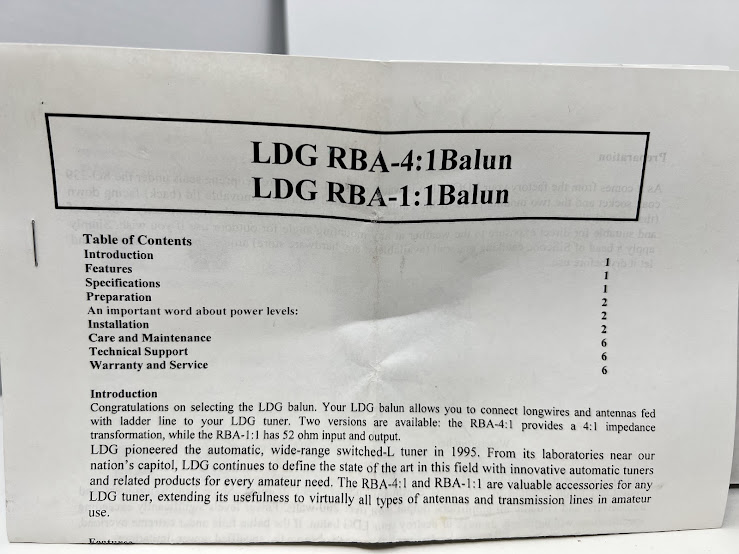 LDG RBA-4:1Balun
LDG RBA-1:1Balun
Table of Contents
Introduction 1
Features 1
Specifications 1
Preparation 2
An important word about power levels: 2
Installation 2
Care and Maintenance 6
Technical Support 6
Warranty and Service 6
Introduction
Congratulations on selecting the LDG balun. Your LDG balun allows you to connect longwires and antennas fed
with ladder line to your LDG tuner. Two versions are available: the RBA-4:1 provides a 4:1 impedance
transformation, while the RBA-1:1 has 52 ohm input and output.
LDG pioneered the automatic, wide-range switched-L tuner in 1995. From its laboratories near our
nation's capitol, LDG continues to define the state of the art in this field with innovative automatic tuners
and related products for every amateur need. The RBA-4:1 and RBA-1:1 are valuable accessories for any
LDG tuner, extending its usefulness to virtually all types of antennas and transmission lines in amateur
use.
Features